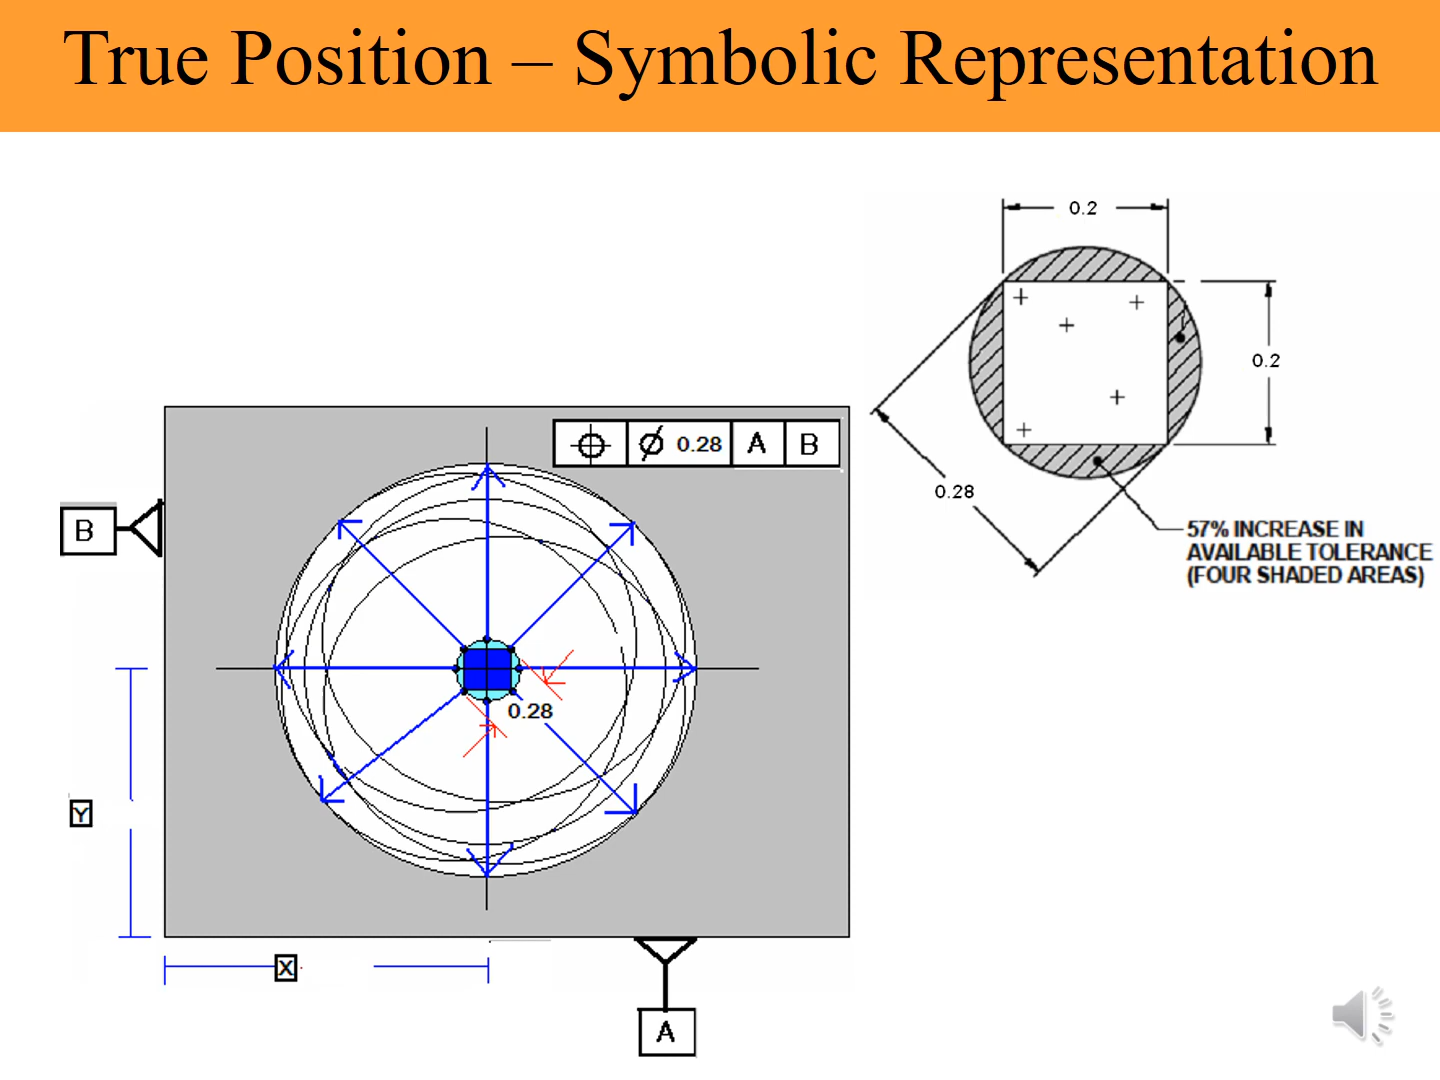 True Position – Symbolic Representation
0.2
0.2
0.28
57% INCREASE IN
AVAILABLE TOLERANCE
(FOUR SHADED AREAS)
⌖ ⌀ 0.28 A B
B
0.28
Y
X
A